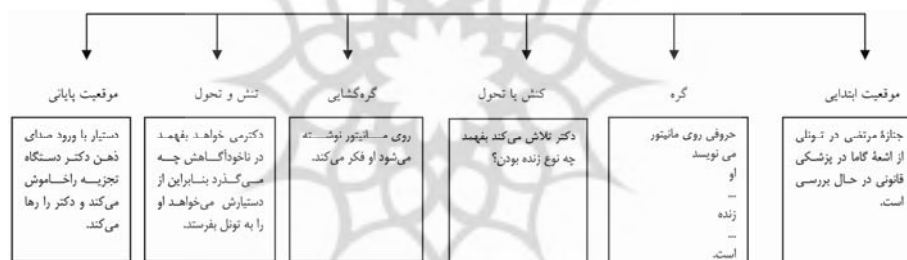 موقعیت ابتدایی
گره
کنش یا تحول
گره‌گشایی
تنش و تحول
موقعیت پایانی
جنازهٔ مرتضی در تونلی
از اشعهٔ گاما در پزشکی
قانونی در حال بررسی
است.
حروفی روی مانیتور
می نویسد
او
...
زنده
...
است.
دکتر تلاش می‌کند بفهمد
چه نوع زنده بودن؟
روی مانیتور نوشته
می‌شود او فکر می‌کند.
دکترمی خواهد بفهمد
در ناخودآگاهش چه
می‌گذرد بنابراین از
دستیارش می‌خواهد او
را به تونل بفرستد.
دستیار با ورود صدای
ذهن دکتر دستگاه
تجزیه راخاموش
می‌کند و دکتر را رها
می‌کند.